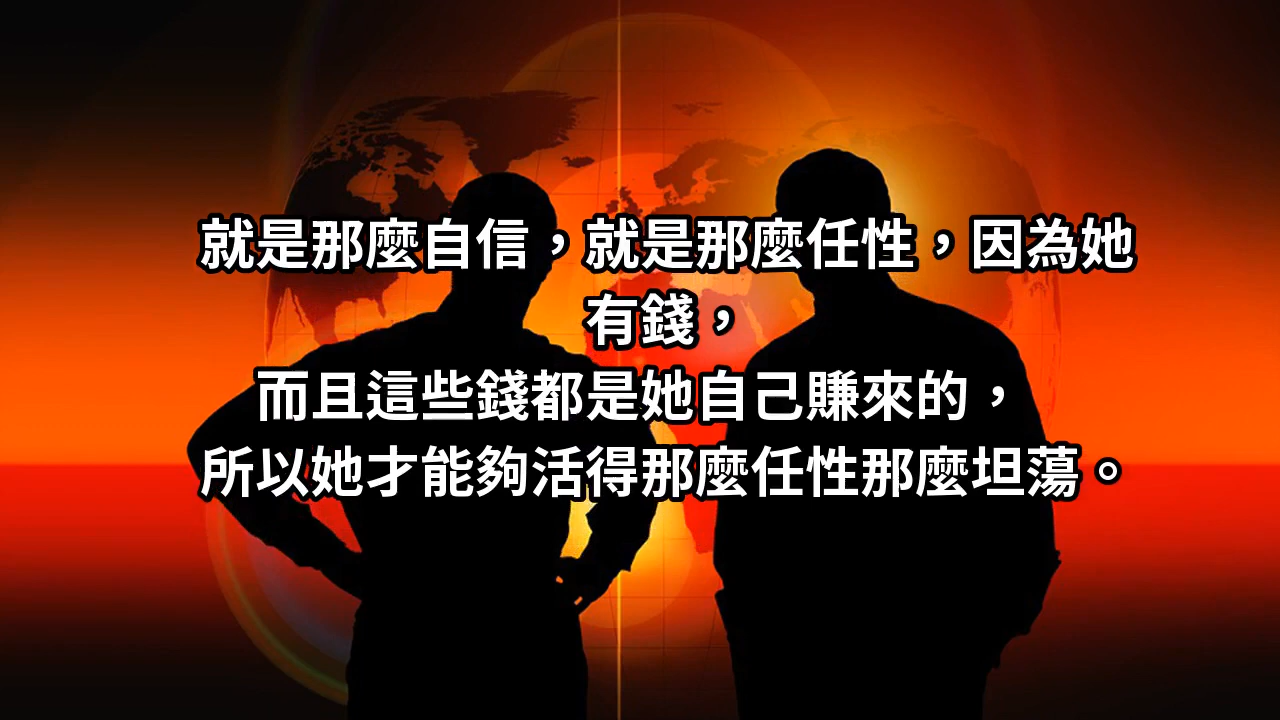 就是那麼自信，就是那麼任性，因為她
有錢，
而且這些錢都是她自己賺來的，
所以她才能夠活得那麼任性那麼坦蕩。